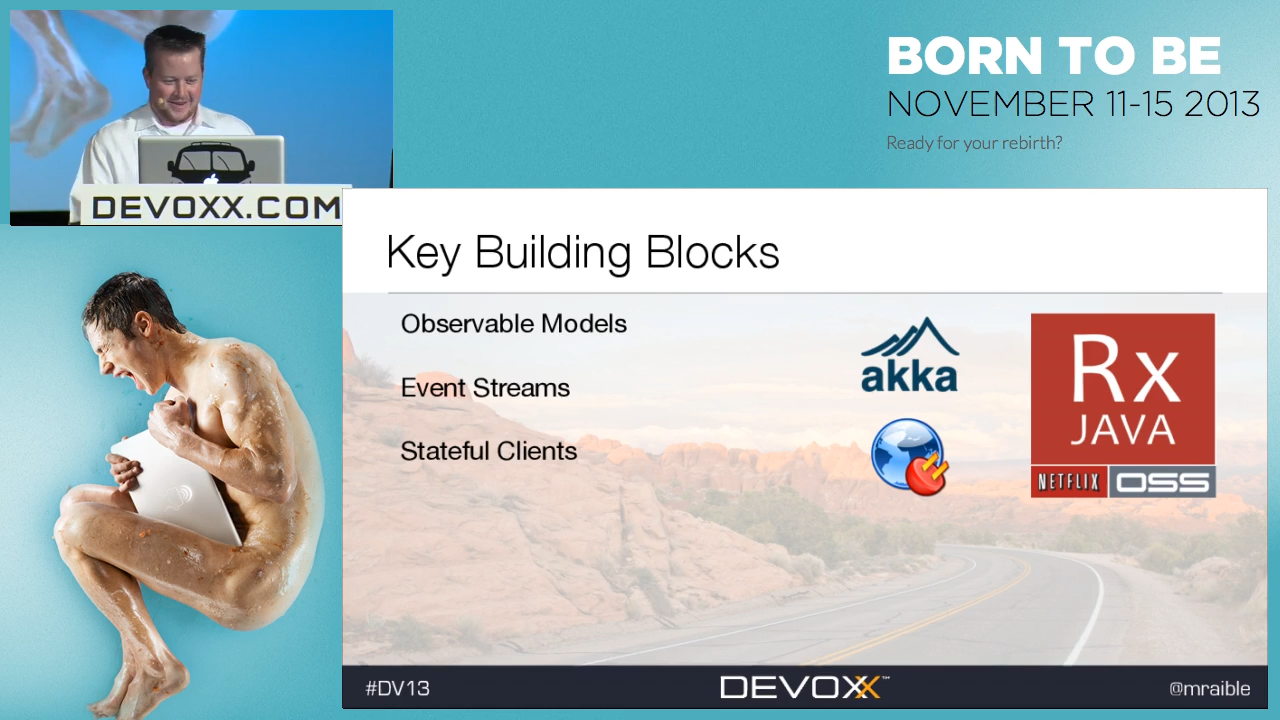 DEVOXX.COM
BORN TO BE
NOVEMBER 11-15 2013
Ready for your rebirth?
Key Building Blocks
Observable Models
Event Streams
Stateful Clients
akka
Rx
JAVA
NETFLIX OSS
#DV13
DEVOXX™
@mraible